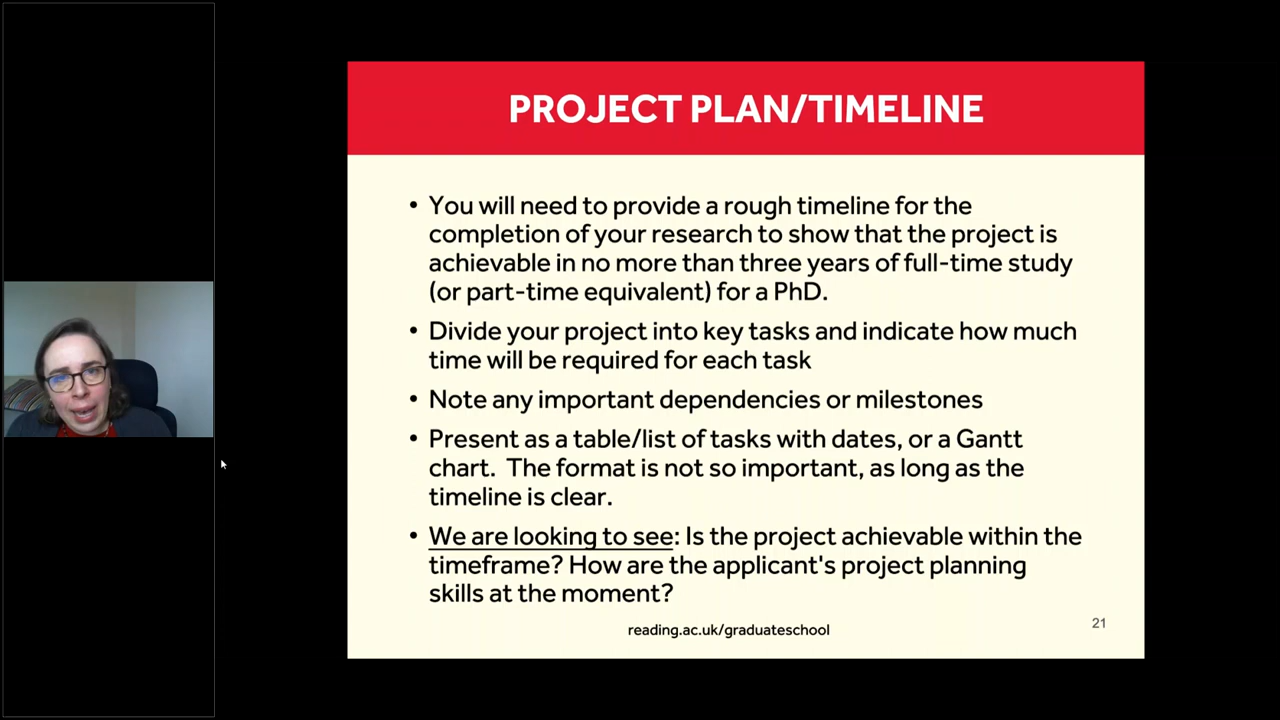 PROJECT PLAN/TIMELINE
• You will need to provide a rough timeline for the
completion of your research to show that the project is
achievable in no more than three years of full-time study
(or part-time equivalent) for a PhD.
• Divide your project into key tasks and indicate how much
time will be required for each task
• Note any important dependencies or milestones
• Present as a table/list of tasks with dates, or a Gantt
chart.  The format is not so important, as long as the
timeline is clear.
• We are looking to see: Is the project achievable within the
timeframe? How are the applicant's project planning
skills at the moment?
reading.ac.uk/graduateschool
21